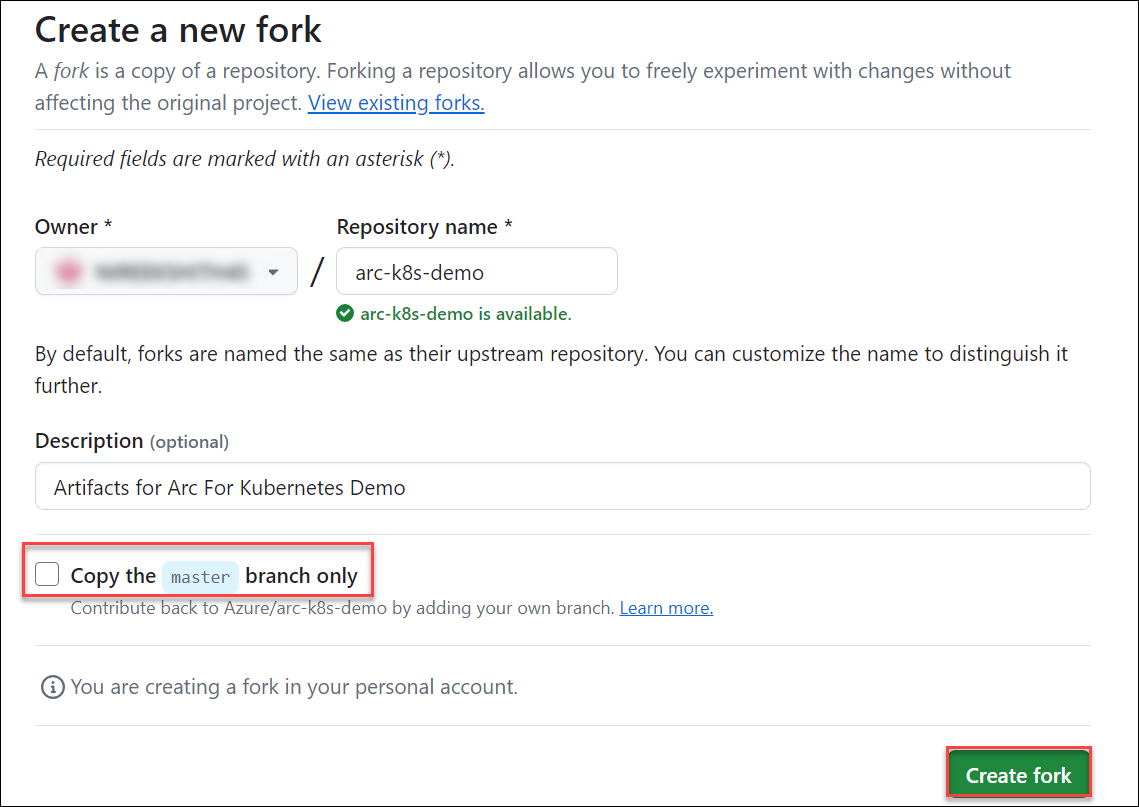 Create a new fork
A fork is a copy of a repository. Forking a repository allows you to freely experiment with changes without
affecting the original project. View existing forks.
Required fields are marked with an asterisk (*).
Owner *
Repository name *
/
arc-k8s-demo
arc-k8s-demo is available.
By default, forks are named the same as their upstream repository. You can customize the name to distinguish it
further.
Description (optional)
Artifacts for Arc For Kubernetes Demo
Copy the master branch only
Contribute back to Azure/arc-k8s-demo by adding your own branch. Learn more.
You are creating a fork in your personal account.
Create fork